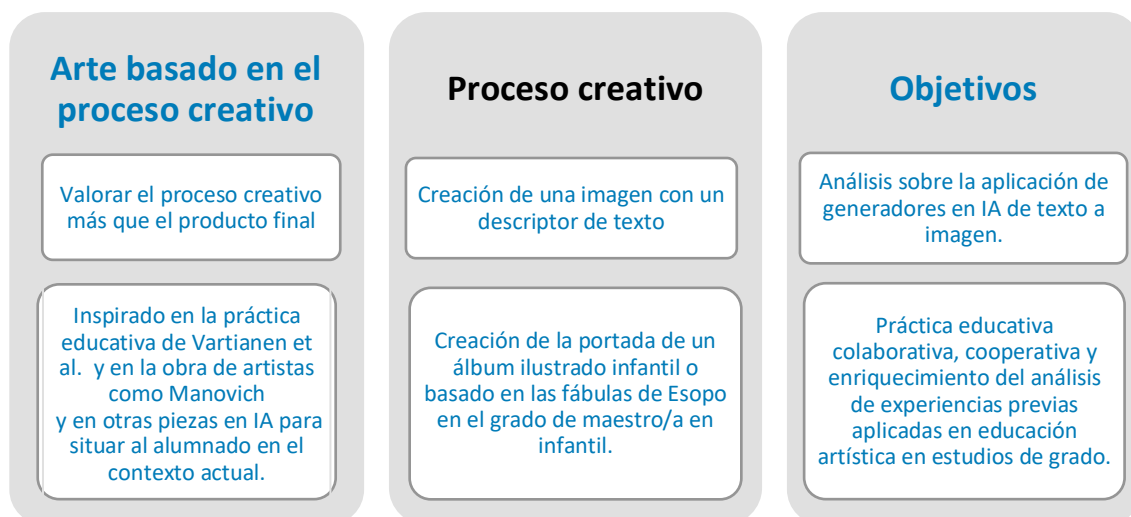 Arte basado en el
proceso creativo
Valorar el proceso creativo
más que el producto final
Inspirado en la práctica
educativa de Vartianen et
al. y en la obra de artistas
como Manovich
y en otras piezas en IA para
situar al alumnado en el
contexto actual.
Proceso creativo
Creación de una imagen con un
descriptor de texto
Creación de la portada de un
álbum ilustrado infantil o
basado en las fábulas de Esopo
en el grado de maestro/a en
infantil.
Objetivos
Análisis sobre la aplicación de
generadores en IA de texto a
imagen.
Práctica educativa
colaborativa, cooperativa y
enriquecimiento del análisis
de experiencias previas
aplicadas en educación
artística en estudios de grado.